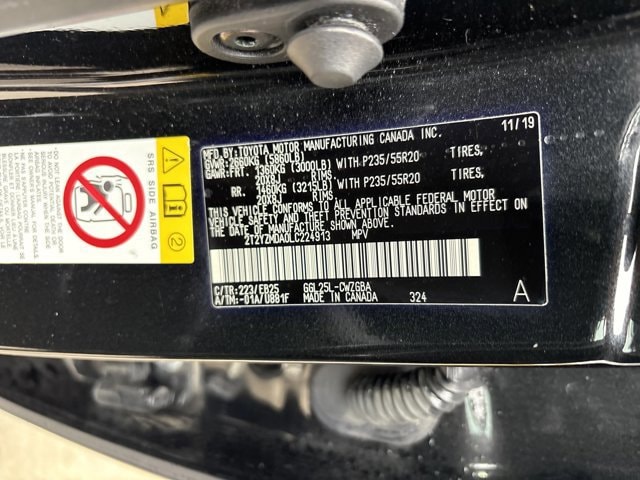 MFD. BY: TOYOTA MOTOR MANUFACTURING CANADA INC. 11/19
GVWR: 2660KG (5860LB)
GAWR: FRT. 1360KG (3000LB) WITH P235/55R20 TIRES,
20X8J RIMS,
RR. 1460KG (3215LB) WITH P235/55R20 TIRES,
20X8J RIMS
THIS VEHICLE CONFORMS TO ALL APPLICABLE FEDERAL MOTOR
VEHICLE SAFETY AND THEFT PREVENTION STANDARDS IN EFFECT ON
THE DATE OF MANUFACTURE SHOWN ABOVE.
2T2YZMDA0LC224913 MPV
C/TR: 223/EB25 GGL25L-CWZGBA
A/TM: -01A/U881F MADE IN CANADA 324 A
SRS SIDE AIRBAG
2